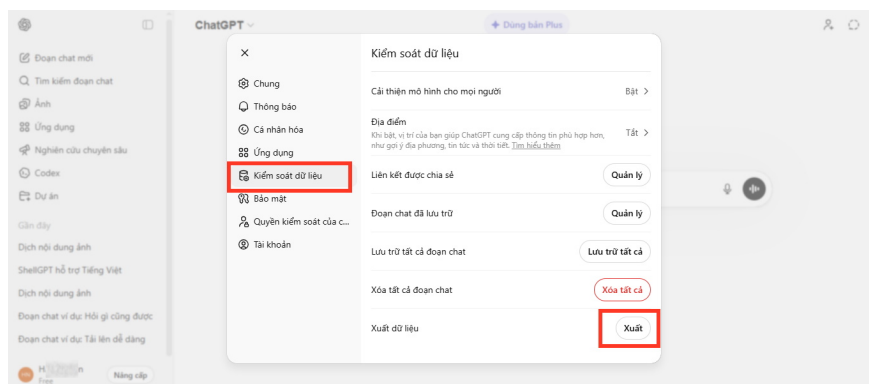 ChatGPT
Dùng bản Plus
Đoạn chat mới
Tìm kiếm đoạn chat
Ảnh
Ứng dụng
Nghiên cứu chuyên sâu
Codex
Dự án
Gần đây
Dịch nội dung ảnh
ShellGPT hỗ trợ Tiếng Việt
Dịch nội dung ảnh
Đoạn chat ví dụ: Hỏi gì cũng được
Đoạn chat ví dụ: Tải lên dễ dàng
Free
Nâng cấp
Chung
Thông báo
Cá nhân hóa
Ứng dụng
Kiểm soát dữ liệu
Bảo mật
Quyền kiểm soát của c...
Tài khoản
Kiểm soát dữ liệu
Cải thiện mô hình cho mọi người Bật
Địa điểm
Khi bật, vị trí của bạn giúp ChatGPT cung cấp thông tin phù hợp hơn, Tắt
như gợi ý địa phương, tin tức và thời tiết. Tìm hiểu thêm
Liên kết được chia sẻ Quản lý
Đoạn chat đã lưu trữ Quản lý
Lưu trữ tất cả đoạn chat Lưu trữ tất cả
Xóa tất cả đoạn chat Xóa tất cả
Xuất dữ liệu Xuất